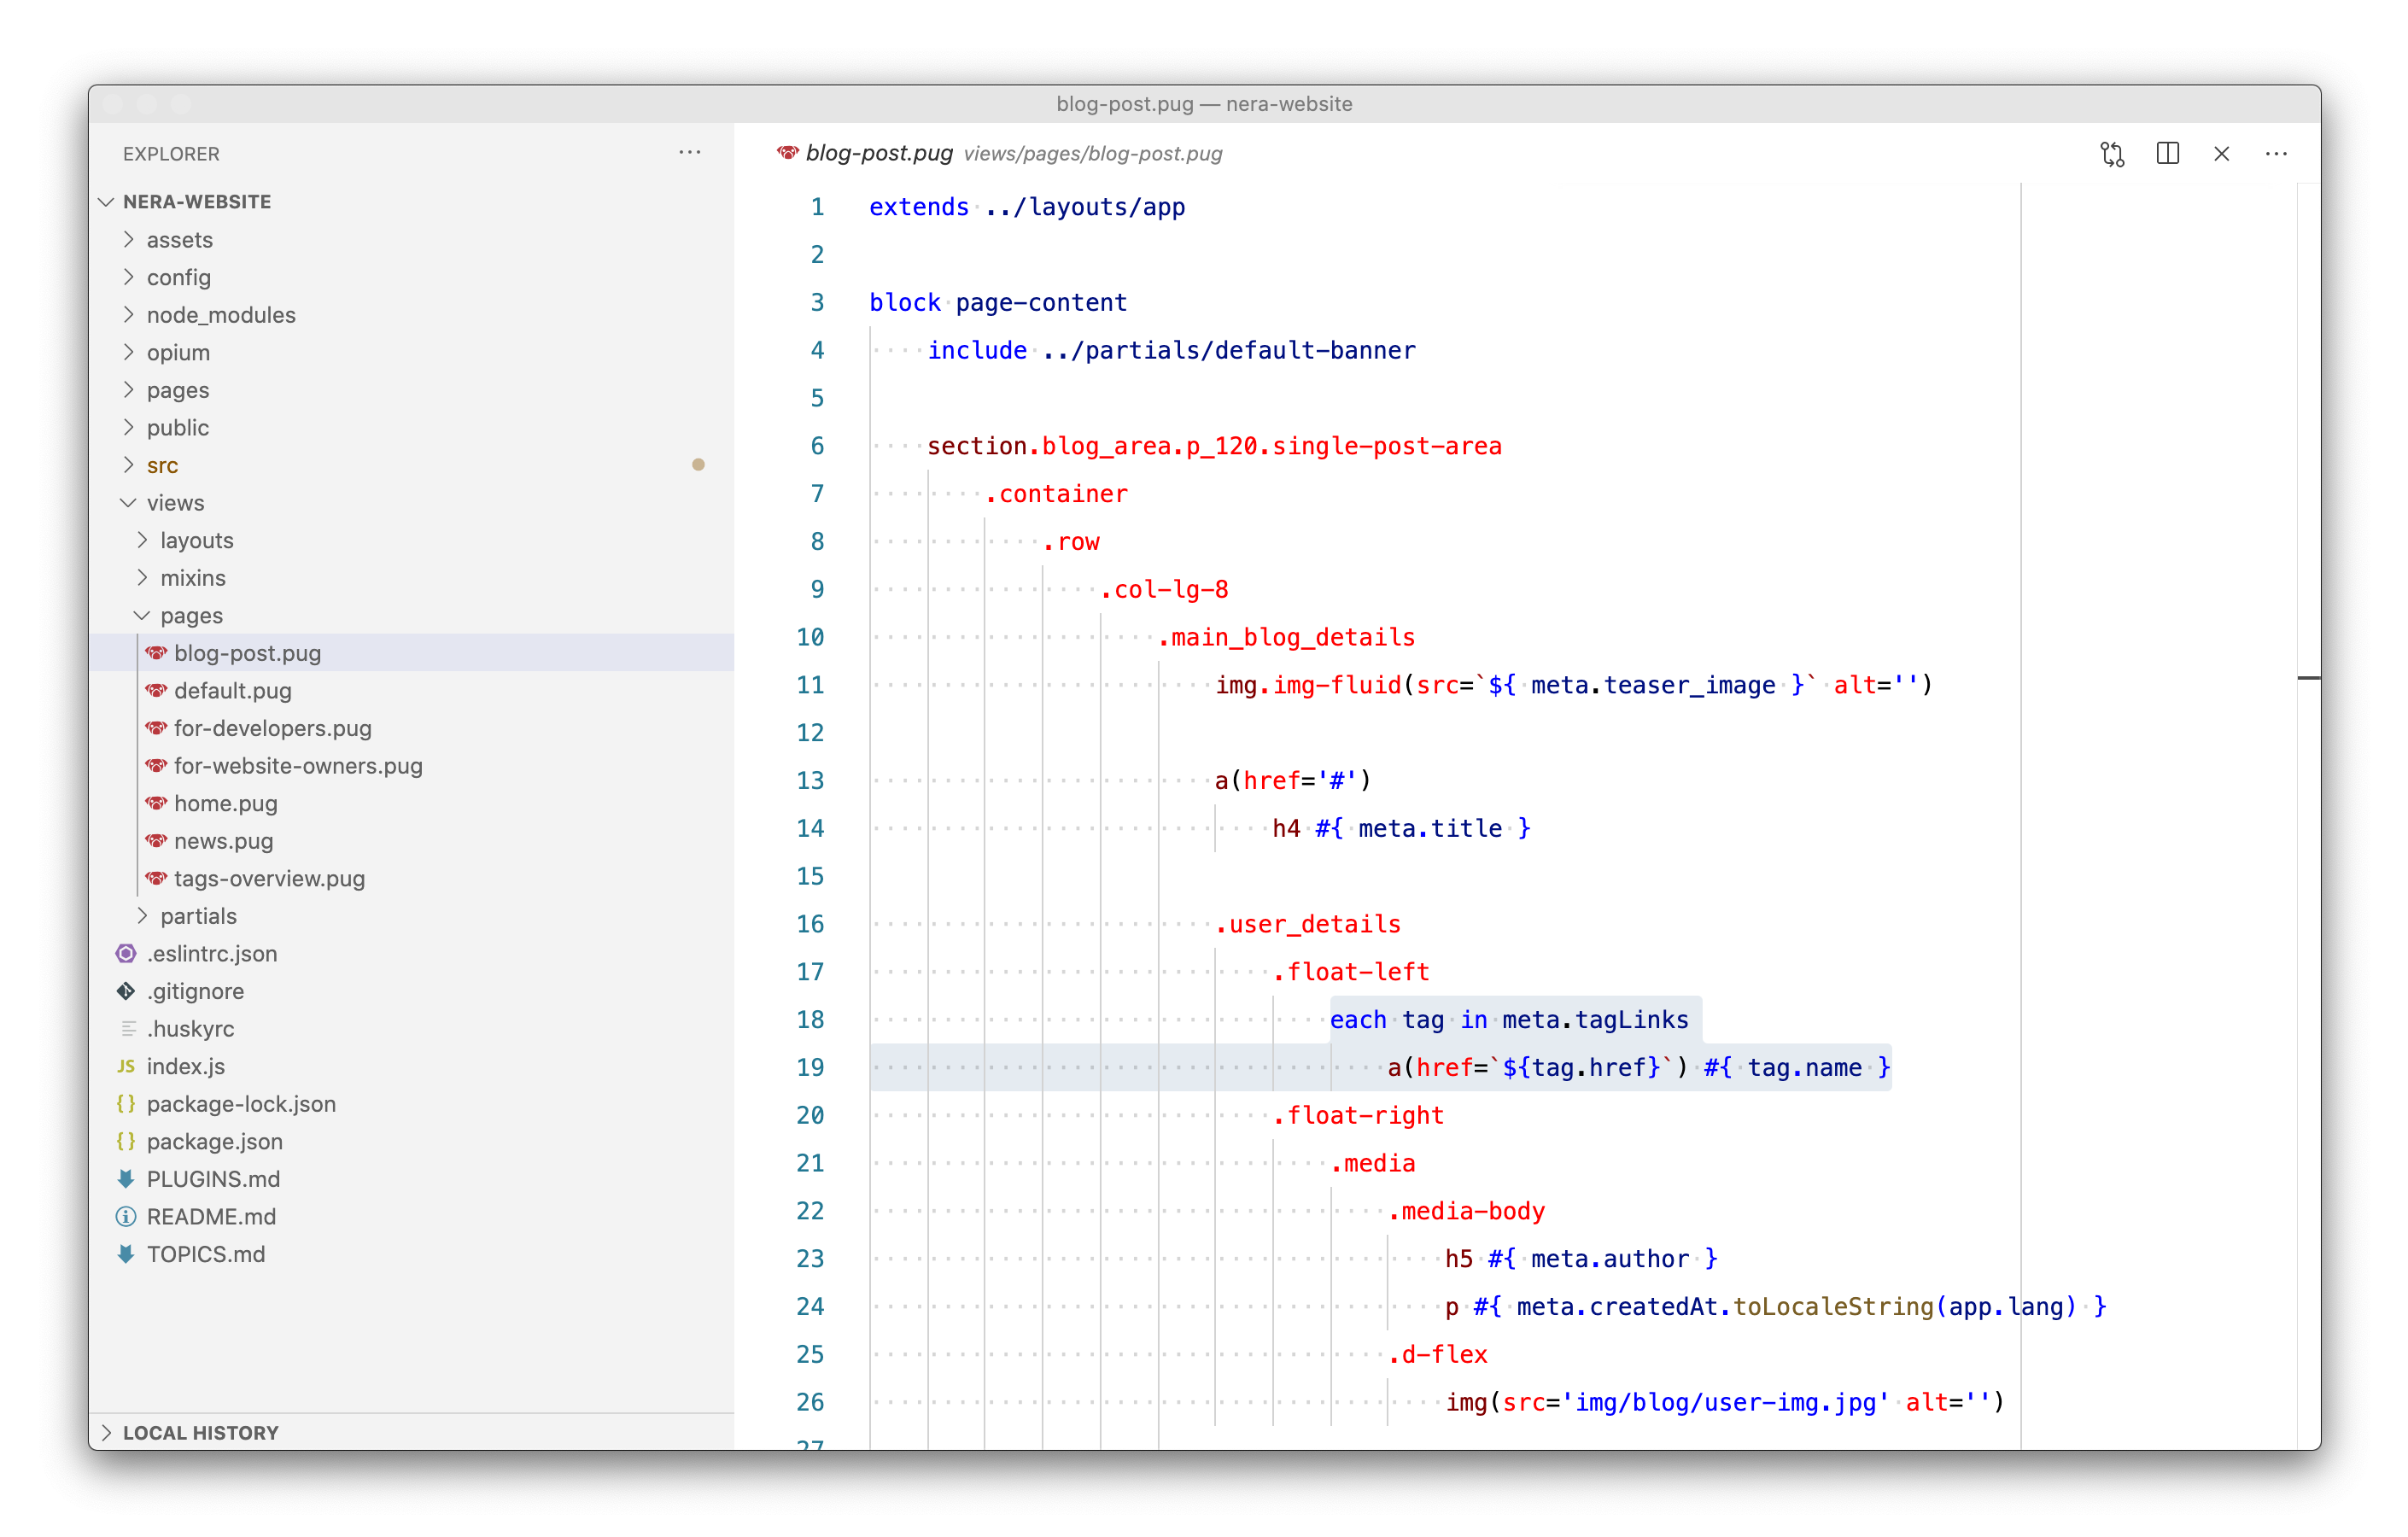 blog-post.pug — nera-website
EXPLORER
NERA-WEBSITE
assets
config
node_modules
opium
pages
public
src
views
layouts
mixins
pages
blog-post.pug
default.pug
for-developers.pug
for-website-owners.pug
home.pug
news.pug
tags-overview.pug
partials
.eslintrc.json
.gitignore
.huskyrc
JS index.js
{} package-lock.json
{} package.json
PLUGINS.md
README.md
TOPICS.md
LOCAL HISTORY
blog-post.pug views/pages/blog-post.pug
1 extends ../layouts/app
2
3 block page-content
4     include ../partials/default-banner
5
6     section.blog_area.p_120.single-post-area
7         .container
8             .row
9                 .col-lg-8
10                     .main_blog_details
11                         img.img-fluid(src=`${ meta.teaser_image }` alt='')
12
13                         a(href='#')
14                             h4 #{ meta.title }
15
16                         .user_details
17                             .float-left
18                                 each tag in meta.tagLinks
19                                     a(href=`${tag.href}`) #{ tag.name }
20                             .float-right
21                                 .media
22                                     .media-body
23                                         h5 #{ meta.author }
24                                         p #{ meta.createdAt.toLocaleString(app.lang) }
25                                     .d-flex
26                                         img(src='img/blog/user-img.jpg' alt='')
27